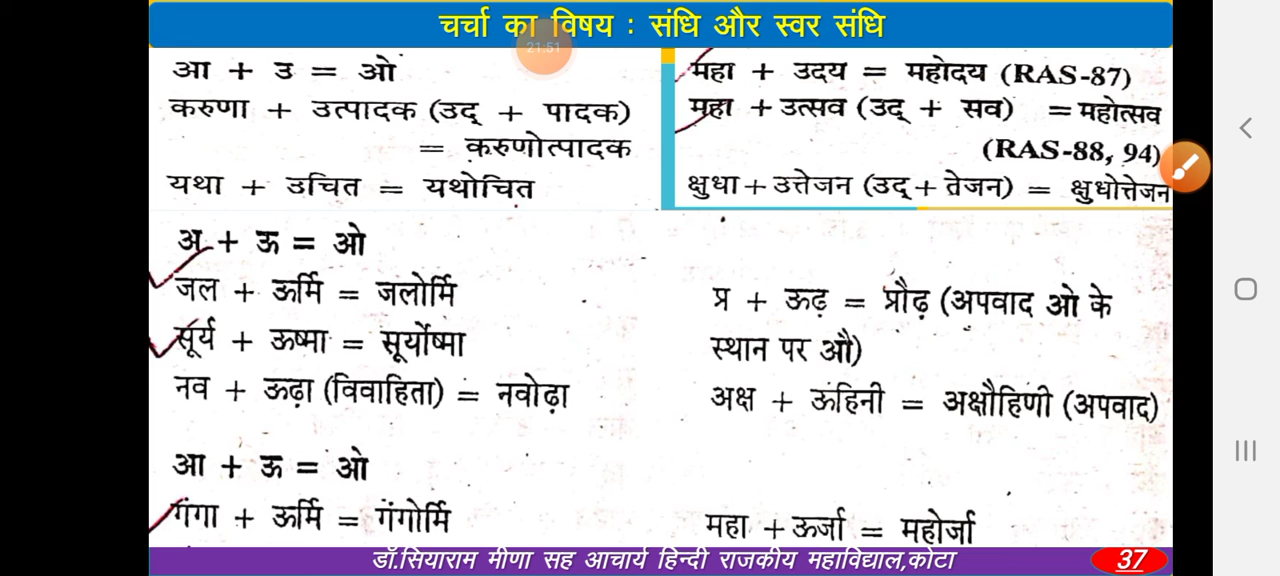 चर्चा का विषय : संधि और स्वर संधि
21:51
आ + उ = ओ
करुणा + उत्पादक (उद् + पादक)
= करुणोत्पादक
यथा + उचित = यथोचित
महा + उदय = महोदय (RAS-87)
महा + उत्सव (उद् + सव) = महोत्सव
(RAS-88, 94)
क्षुधा + उत्तेजन (उद् + तेजन) = क्षुधोत्तेजन
अ + ऊ = ओ
जल + ऊर्मि = जलोर्मि
सूर्य + ऊष्मा = सूर्योष्मा
नव + ऊढ़ा (विवाहिता) = नवोढ़ा
प्र + ऊढ़ = प्रौढ़ (अपवाद ओ के
स्थान पर औ)
अक्ष + ऊहिनी = अक्षौहिणी (अपवाद)
आ + ऊ = ओ
गंगा + ऊर्मि = गंगोर्मि
महा + ऊर्जा = महोर्जा
डॉ.सियाराम मीणा सह आचार्य हिन्दी राजकीय महाविद्याल,कोटा
37